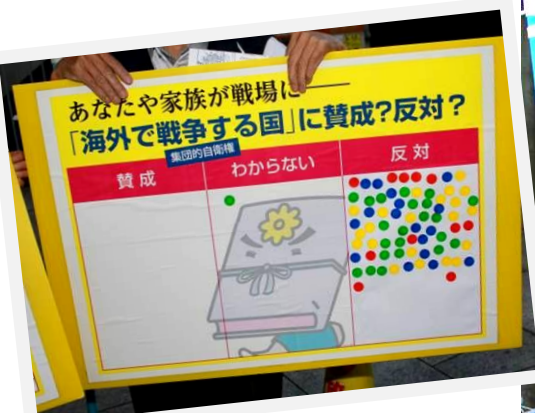 あなたや家族が戦場に
「海外で戦争する国」に賛成?反対?
集団的自衛権
賛成
わからない
反対